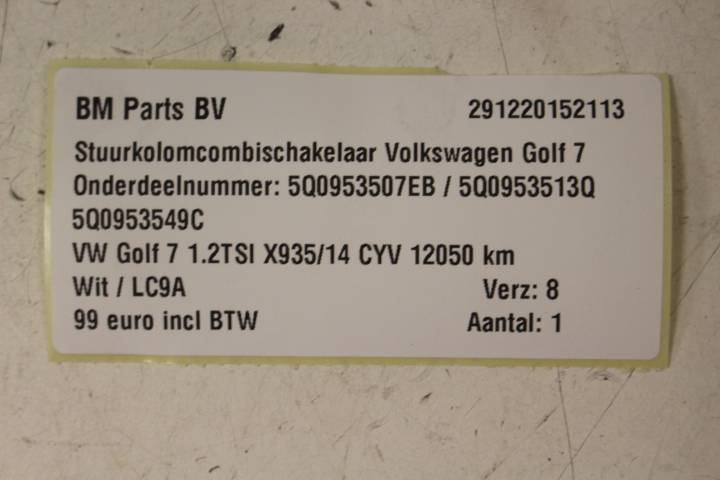 BM Parts BV 291220152113
Stuurkolomcombischakelaar Volkswagen Golf 7
Onderdeelnummer: 5Q0953507EB / 5Q0953513Q
5Q0953549C
VW Golf 7 1.2TSI X935/14 CYV 12050 km
Wit / LC9A Verz: 8
99 euro incl BTW Aantal: 1